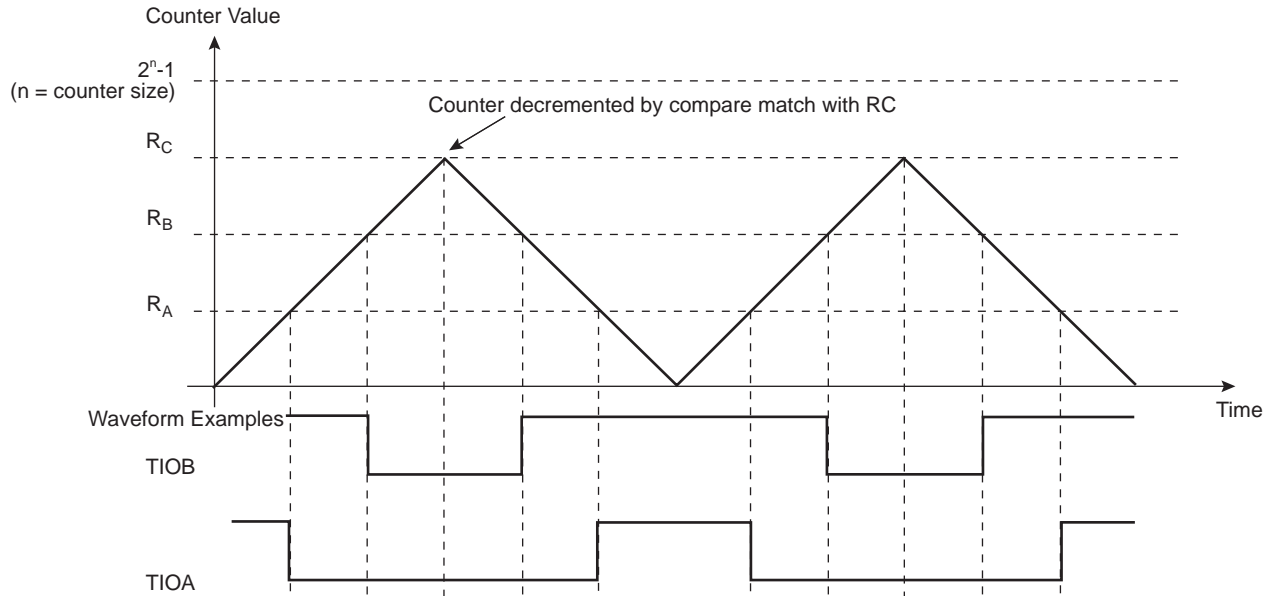 Counter Value
2ⁿ-1
(n = counter size)
Counter decremented by compare match with RC
R_C
R_B
R_A
Time
Waveform Examples
TIOB
TIOA